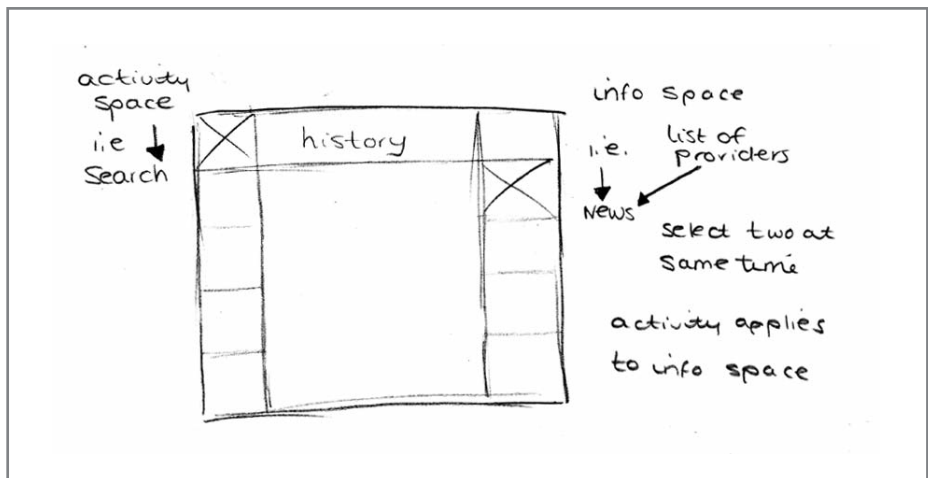 activity
space
i.e
Search
history
info space
i.e.
list of
providers
News
select two at
same time
activity applies
to info space